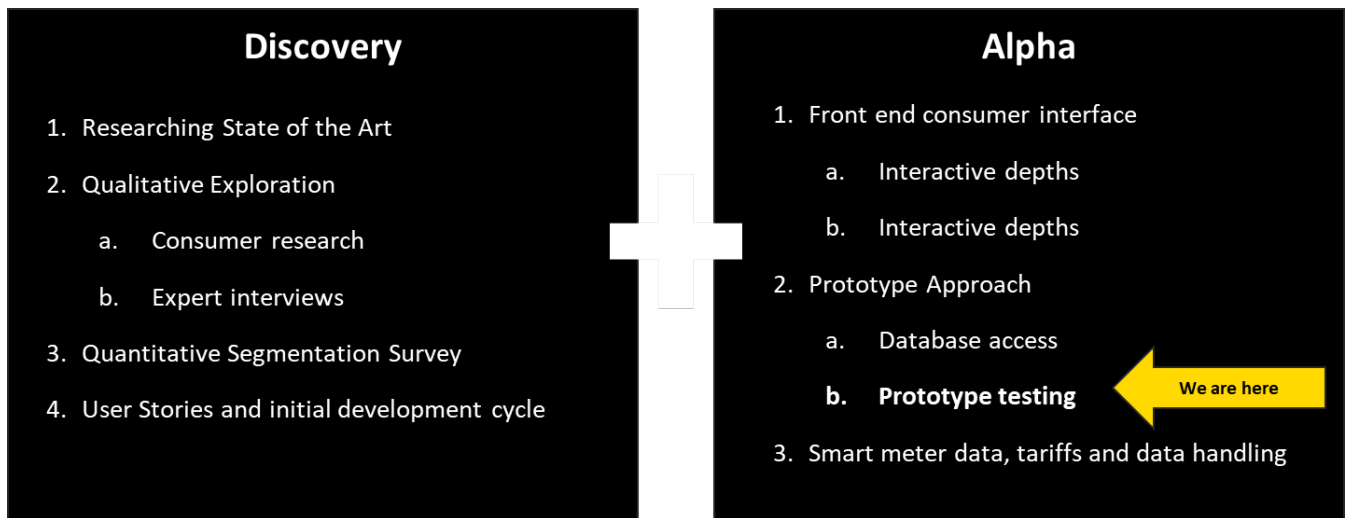 Discovery
1. Researching State of the Art
2. Qualitative Exploration
a. Consumer research
b. Expert interviews
3. Quantitative Segmentation Survey
4. User Stories and initial development cycle
Alpha
1. Front end consumer interface
a. Interactive depths
b. Interactive depths
2. Prototype Approach
a. Database access
b. Prototype testing
We are here
3. Smart meter data, tariffs and data handling